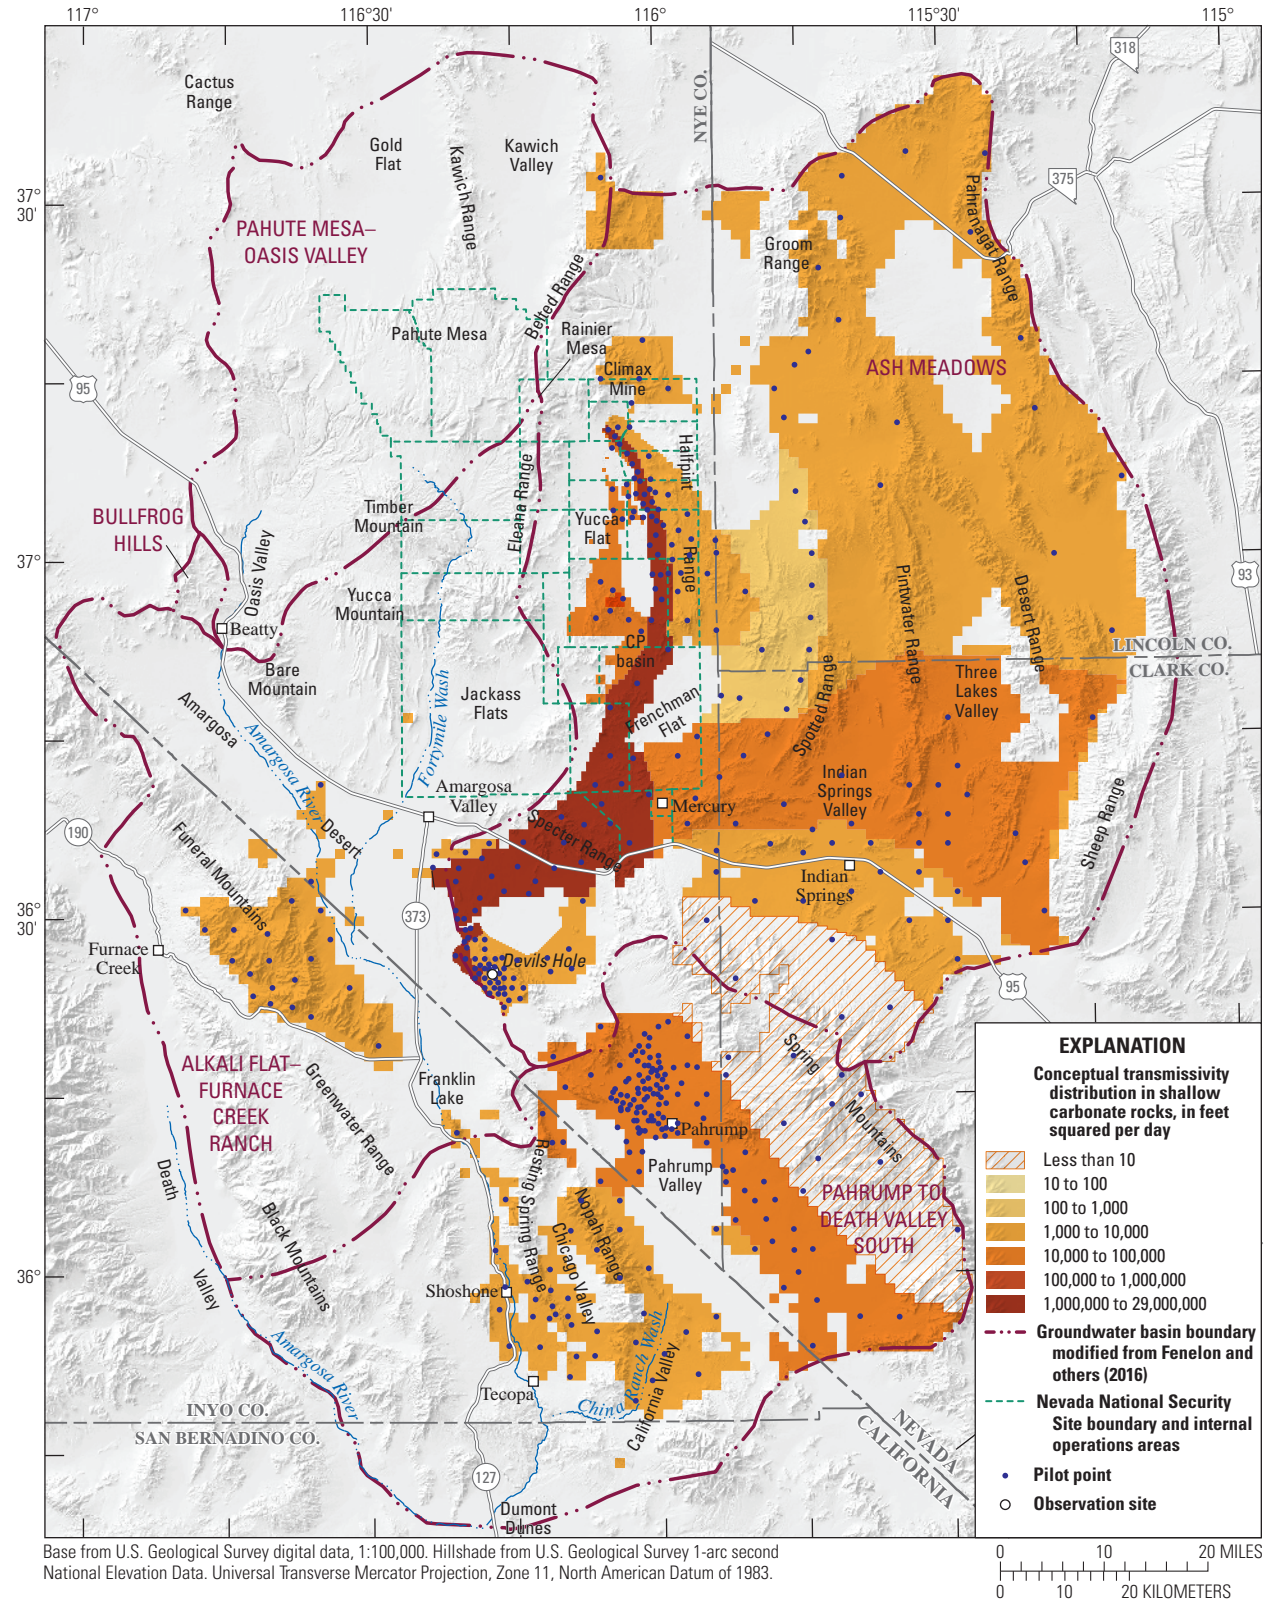 117°
116°30'
116°
115°30'
115°
318
Cactus
Range
NYE CO.
Gold
Flat
Kawich
Valley
Kawich Range
375
37°
30'
Pahranagat Range
PAHUTE MESA–
OASIS VALLEY
Groom
Range
Belted Range
Pahute Mesa
Rainier
Mesa
Climax
Mine
ASH MEADOWS
95
Halfpint
Range
Eleana Range
Timber
Mountain
BULLFROG
HILLS
Yucca
Flat
37°
Oasis Valley
Pintwater Range
Desert Range
93
Yucca
Mountain
Beatty
CP
basin
LINCOLN CO.
CLARK CO.
Bare
Mountain
Three
Lakes
Valley
Spotted Range
Jackass
Flats
Fortymile Wash
Frenchman
Flat
Amargosa
Desert
Amargosa River
Indian
Springs
Valley
Amargosa
Valley
Mercury
Sheep Range
190
Specter Range
Funeral Mountains
Indian
Springs
36°
30'
373
Furnace
Creek
Devils Hole
95
Spring
Mountains
ALKALI FLAT–
FURNACE
CREEK
RANCH
Greenwater Range
Franklin
Lake
Pahrump
Resting Spring Range
Pahrump
Valley
Death
Valley
Nopah Range
PAHRUMP TO
DEATH VALLEY
SOUTH
Black Mountains
Chicago Valley
36°
Shoshone
Amargosa River
China Ranch Wash
California Valley
Tecopa
INYO CO.
SAN BERNADINO CO.
NEVADA
CALIFORNIA
127
Dumont
Dunes
EXPLANATION
Conceptual transmissivity
distribution in shallow
carbonate rocks, in feet
squared per day
Less than 10
10 to 100
100 to 1,000
1,000 to 10,000
10,000 to 100,000
100,000 to 1,000,000
1,000,000 to 29,000,000
Groundwater basin boundary
modified from Fenelon and
others (2016)
Nevada National Security
Site boundary and internal
operations areas
Pilot point
Observation site
Base from U.S. Geological Survey digital data, 1:100,000. Hillshade from U.S. Geological Survey 1-arc second
National Elevation Data. Universal Transverse Mercator Projection, Zone 11, North American Datum of 1983.
0 10 20 MILES
0 10 20 KILOMETERS